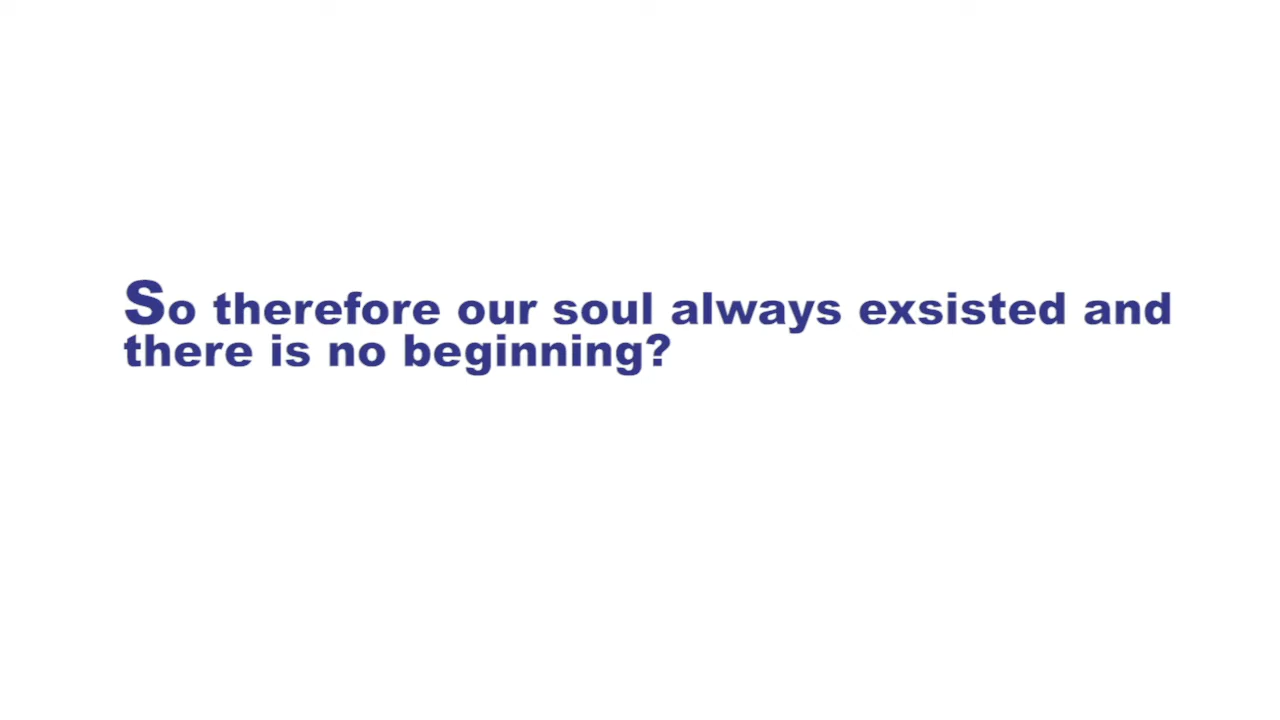 So therefore our soul always exsisted and
there is no beginning?